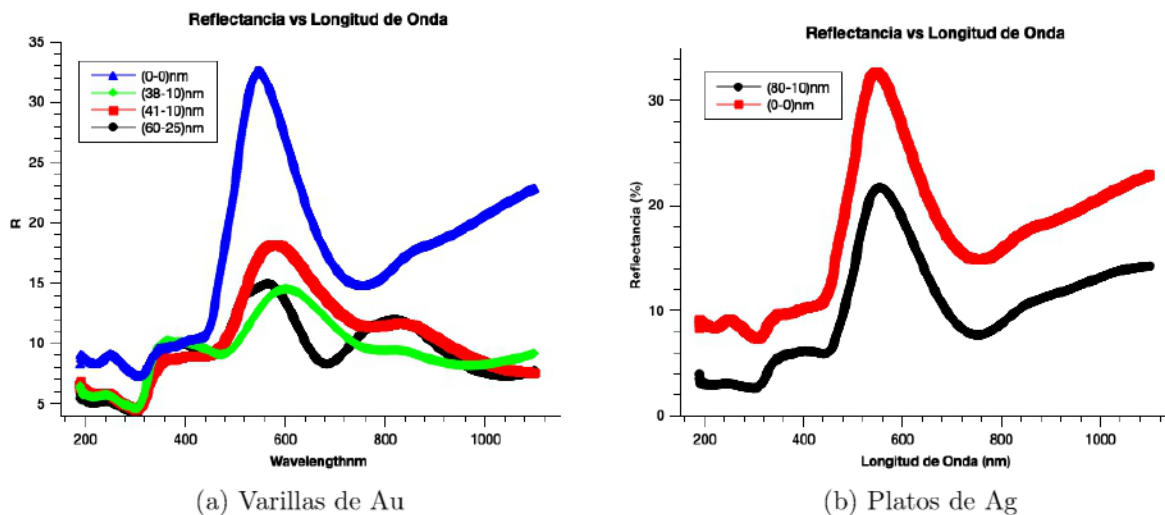 Reflectancia vs Longitud de Onda
35
30
25
20
15
10
5
R
(0-0)nm
(38-10)nm
(41-10)nm
(60-25)nm
200 400 600 800 1000
Wavelengthnm
(a) Varillas de Au
Reflectancia vs Longitud de Onda
30
20
10
0
Reflectancia (%)
(80-10)nm
(0-0)nm
200 400 600 800 1000
Longitud de Onda (nm)
(b) Platos de Ag